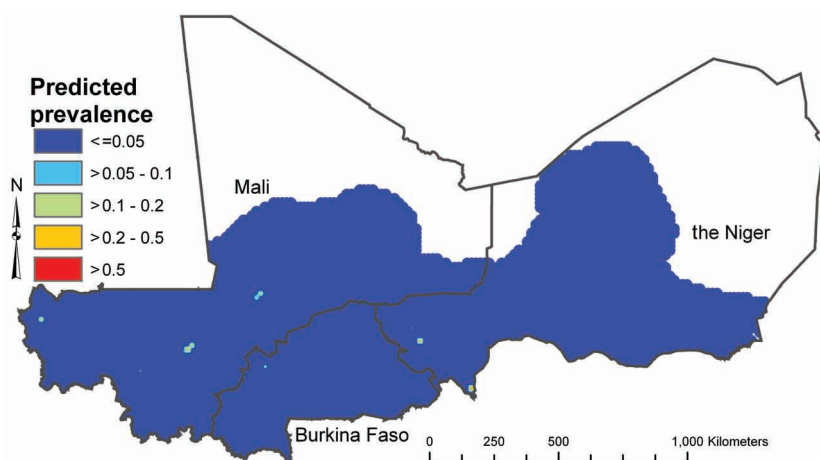 Predicted
prevalence
<=0.05
>0.05 - 0.1
>0.1 - 0.2
>0.2 - 0.5
>0.5
N
Mali
the Niger
Burkina Faso
0 250 500 1,000 Kilometers